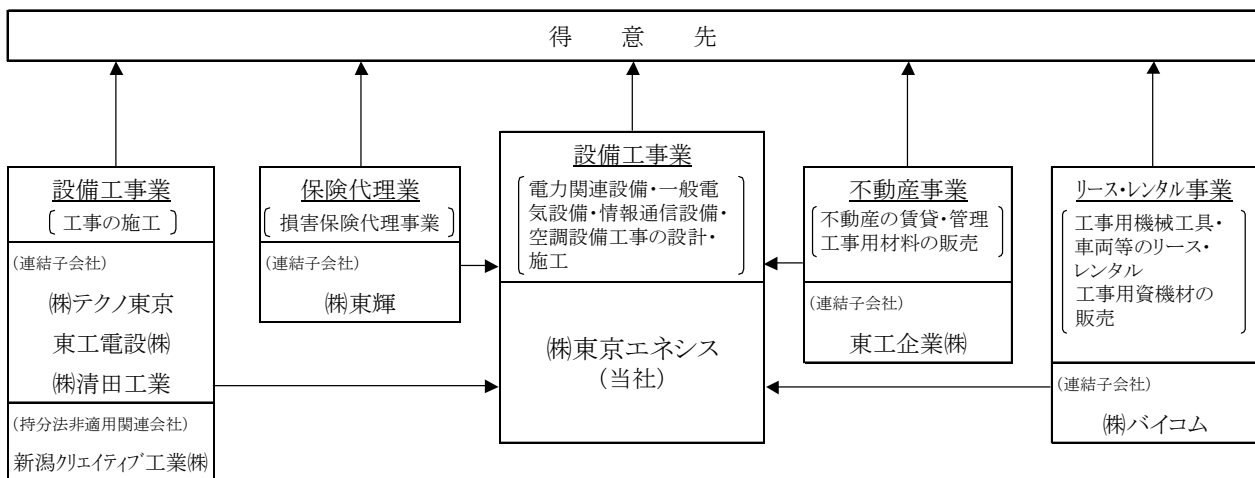 得 意 先
設備工事業
工事の施工
(連結子会社)
㈱テクノ東京
東工電設㈱
㈱清田工業
(持分法非適用関連会社)
新潟クリエイティブ工業㈱
保険代理業
損害保険代理事業
(連結子会社)
㈱東輝
設備工事業
電力関連設備・一般電
気設備・情報通信設備・
空調設備工事の設計・
施工
㈱東京エネシス
(当社)
不動産事業
不動産の賃貸・管理
工事用材料の販売
(連結子会社)
東工企業㈱
リース・レンタル事業
工事用機械工具・
車両等のリース・
レンタル
工事用資機材の
販売
(連結子会社)
㈱バイコム